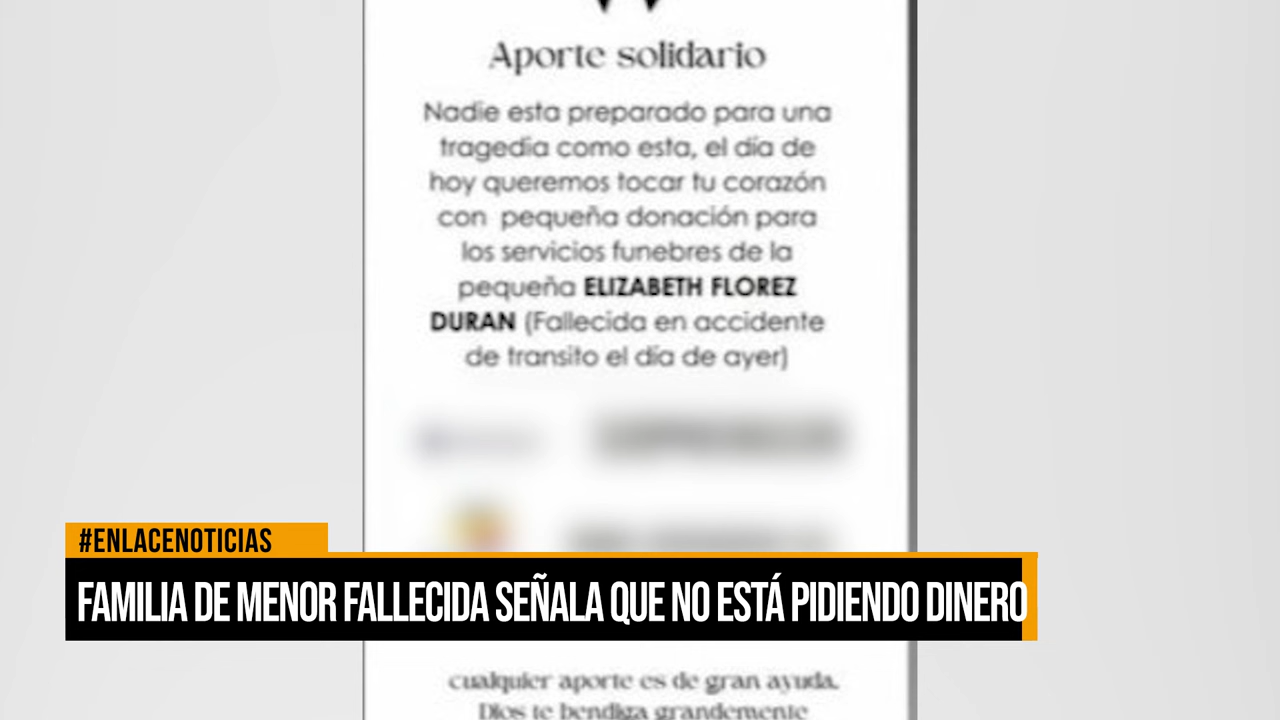 Aporte solidario
Nadie esta preparado para una
tragedia como esta, el día de
hoy queremos tocar tu corazón
con pequeña donación para
los servicios funebres de la
pequeña ELIZABETH FLOREZ
DURAN (Fallecida en accidente
de transito el día de ayer)
#ENLACENOTICIAS
FAMILIA DE MENOR FALLECIDA SEÑALA QUE NO ESTÁ PIDIENDO DINERO
cualquier aporte es de gran ayuda.
Dios te bendiga grandemente